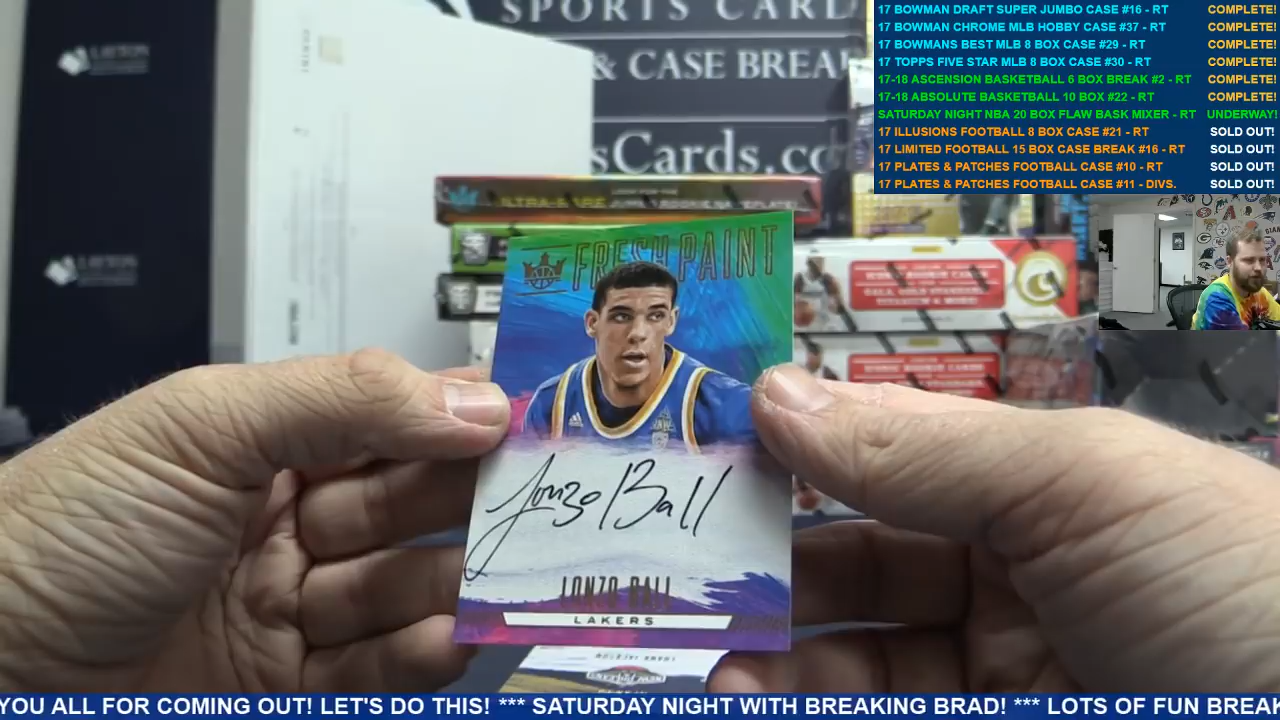 17 BOWMAN DRAFT SUPER JUMBO CASE #16 - RT COMPLETE!
17 BOWMAN CHROME MLB HOBBY CASE #37 - RT COMPLETE!
17 BOWMANS BEST MLB 8 BOX CASE #29 - RT COMPLETE!
17 TOPPS FIVE STAR MLB 8 BOX CASE #30 - RT COMPLETE!
17-18 ASCENSION BASKETBALL 6 BOX BREAK #2 - RT COMPLETE!
17-18 ABSOLUTE BASKETBALL 10 BOX #22 - RT COMPLETE!
SATURDAY NIGHT NBA 20 BOX FLAW BASK MIXER - RT UNDERWAY!
17 ILLUSIONS FOOTBALL 8 BOX CASE #21 - RT SOLD OUT!
17 LIMITED FOOTBALL 15 BOX CASE BREAK #16 - RT SOLD OUT!
17 PLATES & PATCHES FOOTBALL CASE #10 - RT SOLD OUT!
17 PLATES & PATCHES FOOTBALL CASE #11 - DIVS. SOLD OUT!
SPORTS CARD
& CASE BREA
sCards.co
FRESH PAINT
Lonzo Ball
LONZO BALL
LAKERS
YOU ALL FOR COMING OUT! LET'S DO THIS! *** SATURDAY NIGHT WITH BREAKING BRAD! *** LOTS OF FUN BREAK